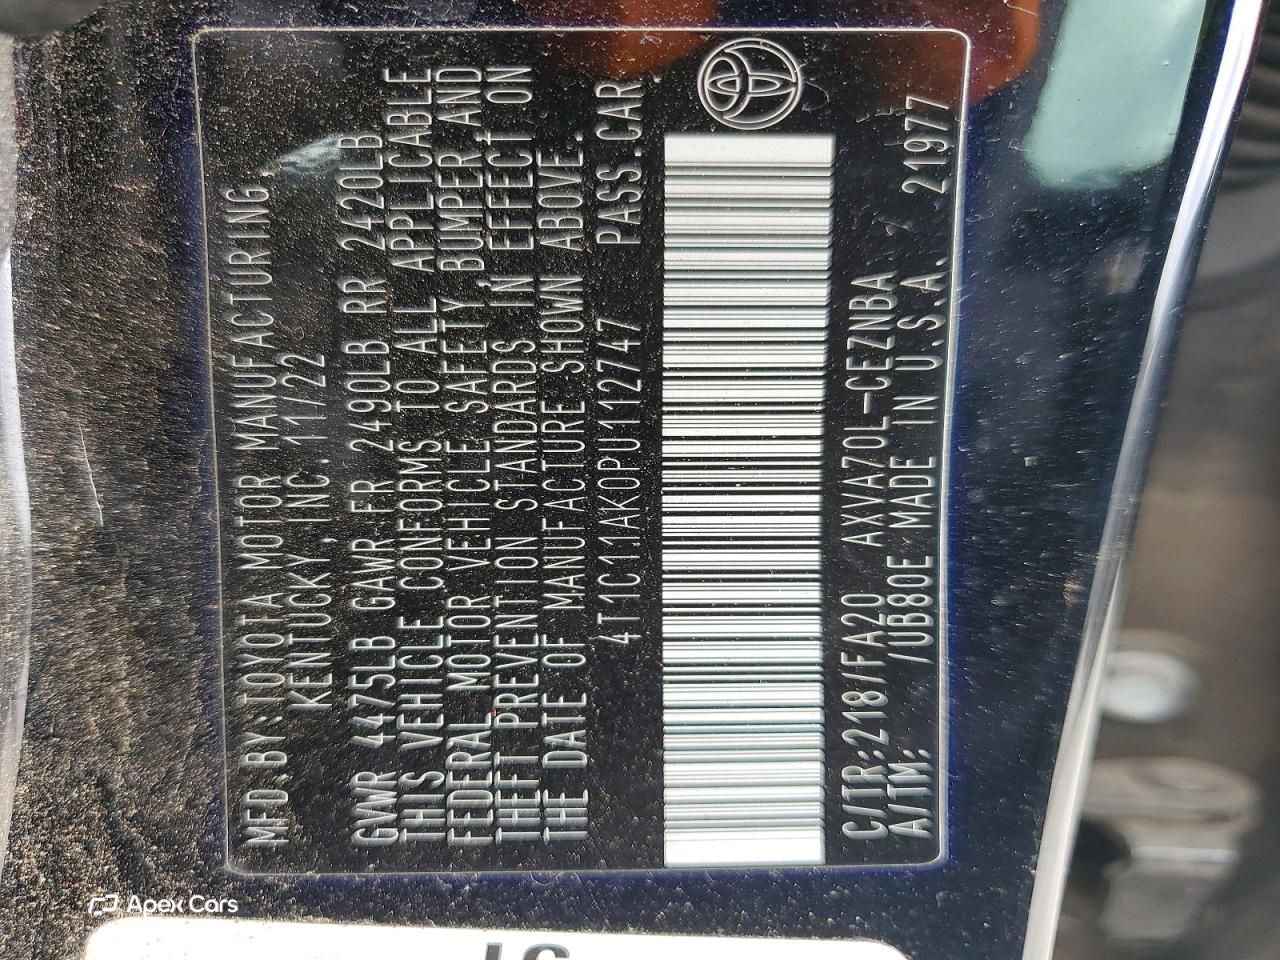 MFD.BY:TOYOTA MOTOR MANUFACTURING,
KENTUCKY, INC. 11/22
GVWR 4475LB GAWR FR 2490LB RR 2420LB
THIS VEHICLE CONFORMS TO ALL APPLICABLE
FEDERAL MOTOR VEHICLE SAFETY, BUMPER AND
THEFT PREVENTION STANDARDS IN EFFECT ON
THE DATE OF MANUFACTURE SHOWN ABOVE.
4T1C11AK0PU112747 PASS.CAR
C/TR:218/FA20 AXVA70L-CEZNBA
A/TM: /UB80E MADE IN U.S.A. 21977
Apex Cars